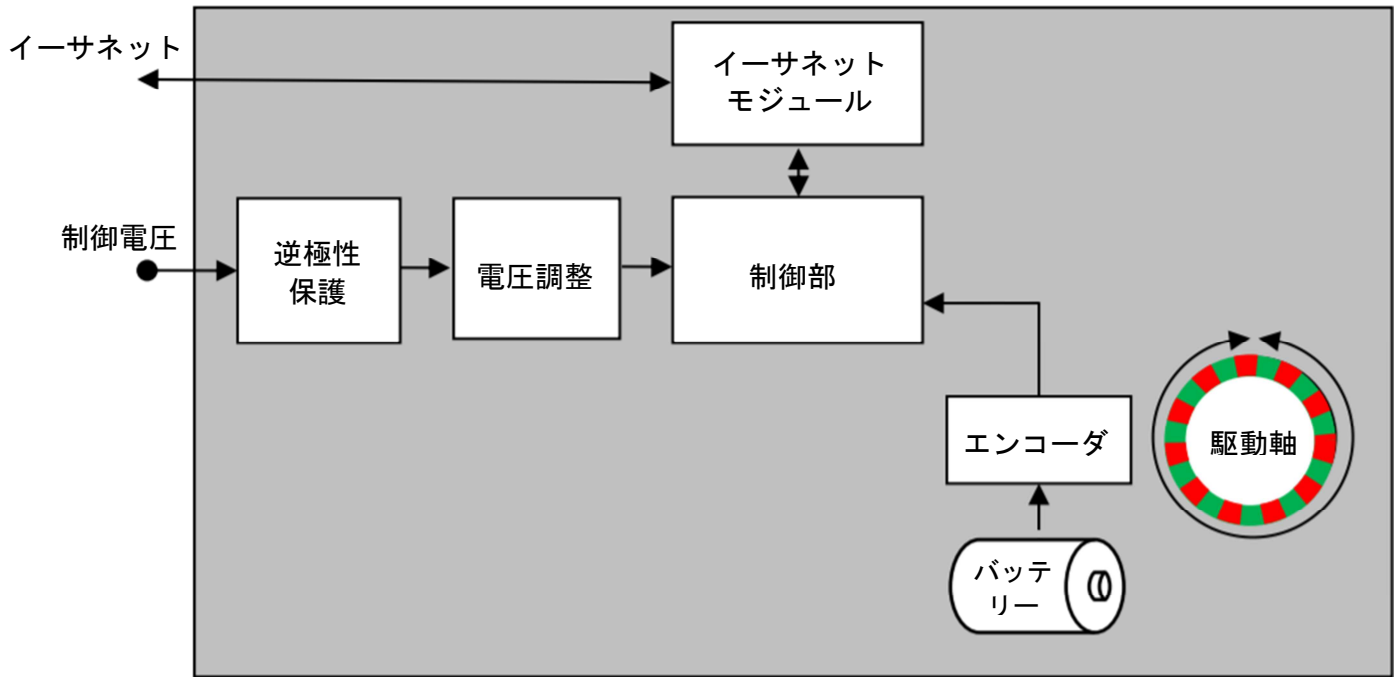 イーサネット
イーサネット
モジュール
制御電圧
逆極性
保護
電圧調整
制御部
エンコーダ
駆動軸
バッテ
リー